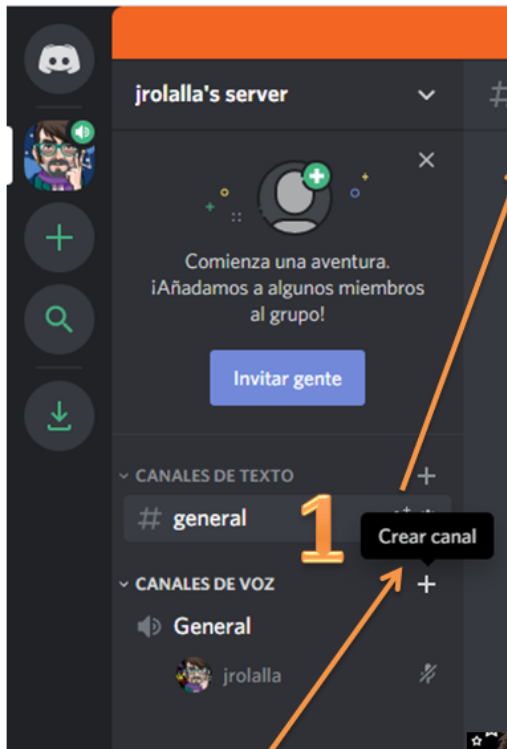 jrolalla's server
#
Comienza una aventura.
¡Añadamos a algunos miembros
al grupo!
Invitar gente
CANALES DE TEXTO +
# general
1
Crear canal
CANALES DE VOZ +
General
jrolalla